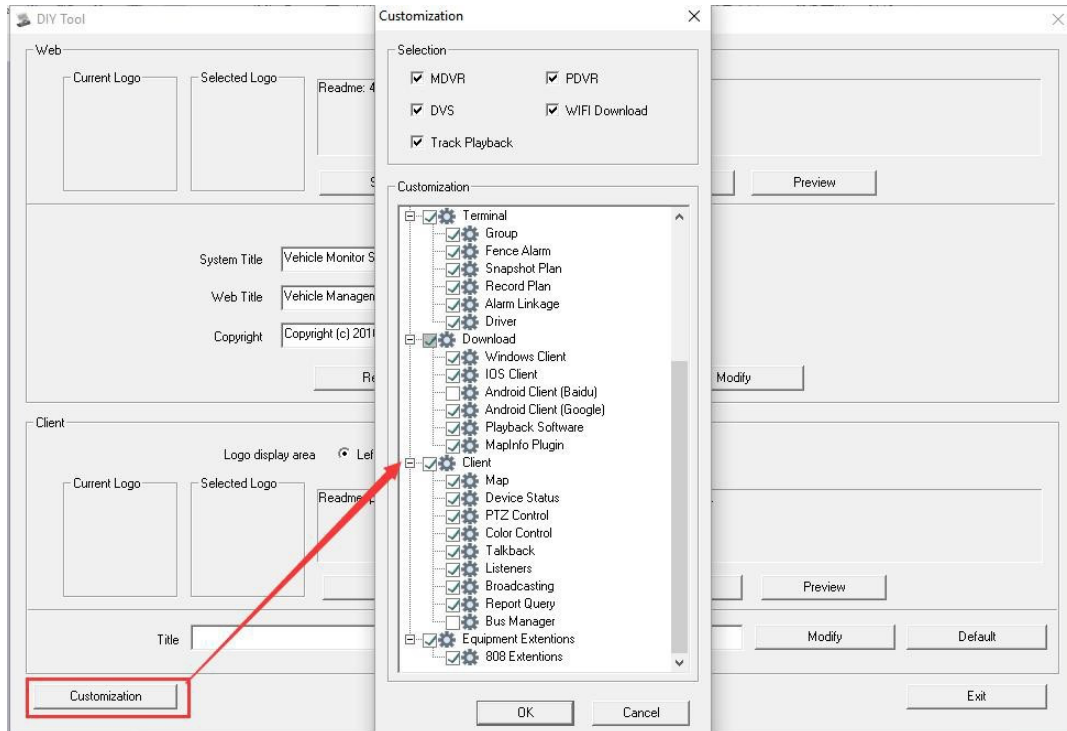 DIY Tool
Customization
Web
Current Logo
Selected Logo
Readme: 4
Preview
System Title
Vehicle Monitor S
Web Title
Vehicle Managen
Copyright
Copyright (c) 201
Re
Modify
Client
Logo display area
Lef
Current Logo
Selected Logo
Readme
Preview
Title
Modify
Default
Customization
Exit
Selection
MDVR
PDVR
DVS
WIFI Download
Track Playback
Customization
Terminal
Group
Fence Alarm
Snapshot Plan
Record Plan
Alarm Linkage
Driver
Download
Windows Client
IOS Client
Android Client (Baidu)
Android Client (Google)
Playback Software
MapInfo Plugin
Client
Map
Device Status
PTZ Control
Color Control
Talkback
Listeners
Broadcasting
Report Query
Bus Manager
Equipment Extentions
808 Extentions
OK
Cancel